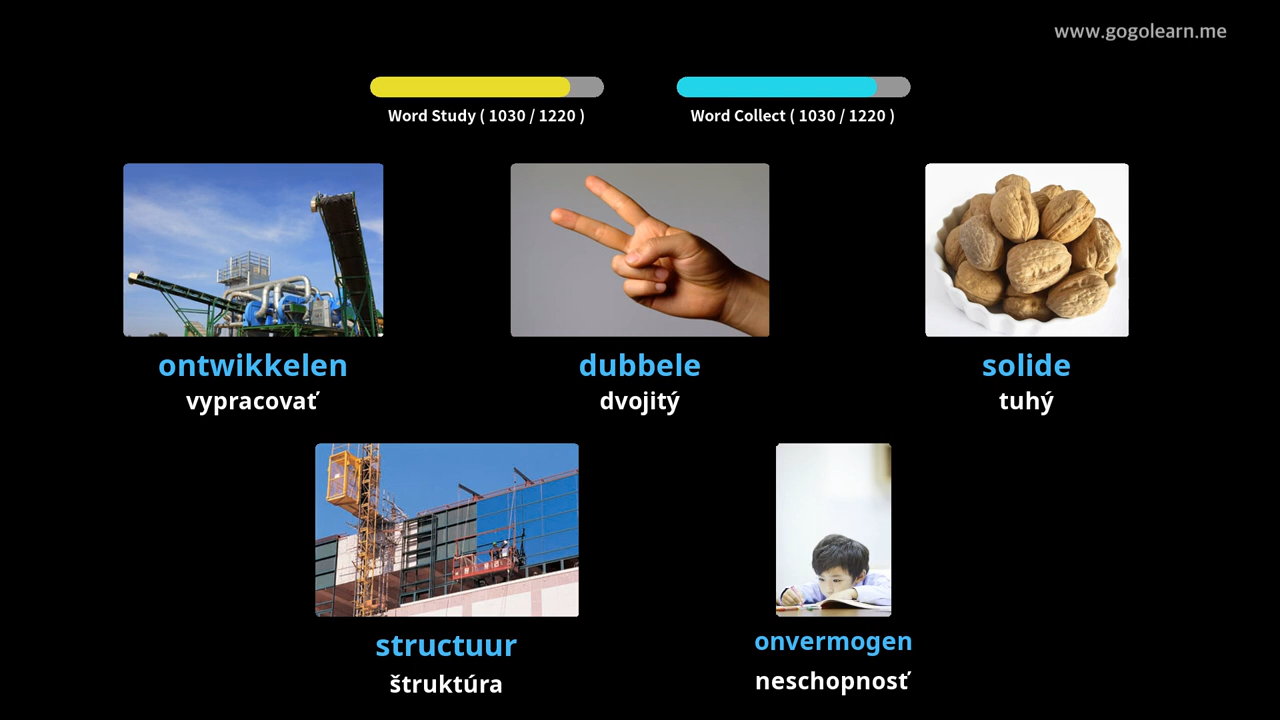 www.gogolearn.me
Word Study ( 1030 / 1220 )
Word Collect ( 1030 / 1220 )
ontwikkelen
vypracovať
dubbele
dvojitý
solide
tuhý
structuur
štruktúra
onvermogen
neschopnosť